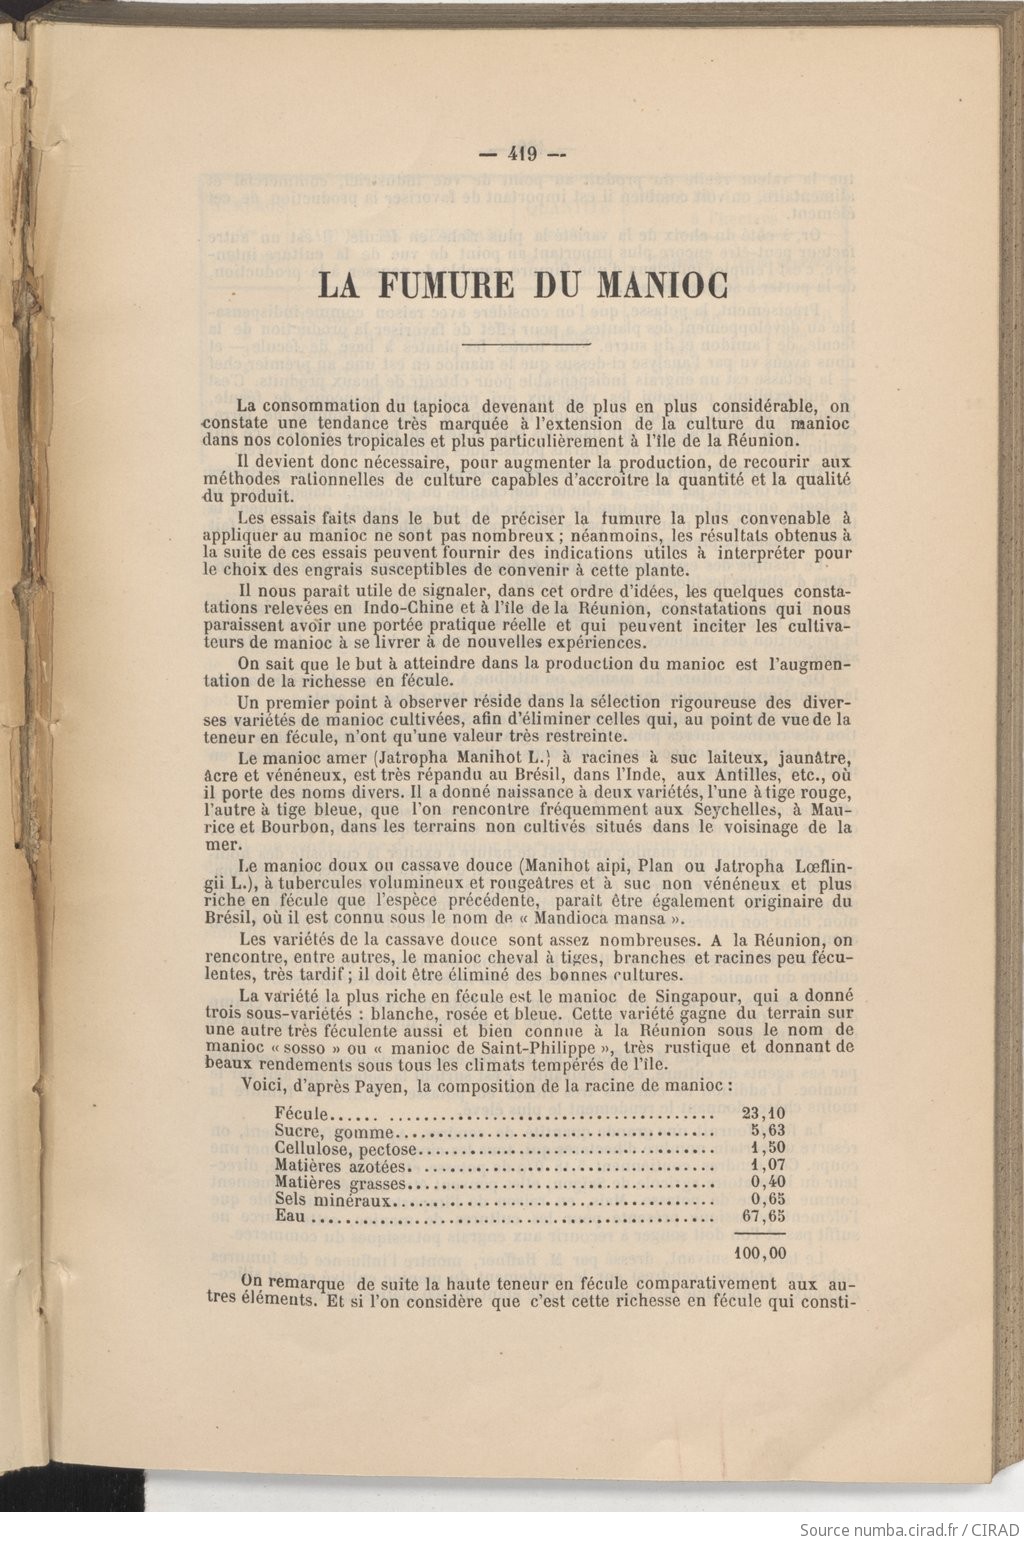 — 419 —
LA FUMURE DU MANIOC
La consommation du tapioca devenant de plus en plus considérable, on
constate une tendance très marquée à l'extension de la culture du manioc
dans nos colonies tropicales et plus particulièrement à l'île de la Réunion.
Il devient donc nécessaire, pour augmenter la production, de recourir aux
méthodes rationnelles de culture capables d'accroître la quantité et la qualité
du produit.
Les essais faits dans le but de préciser la fumure la plus convenable à
appliquer au manioc ne sont pas nombreux ; néanmoins, les résultats obtenus à
la suite de ces essais peuvent fournir des indications utiles à interpréter pour
le choix des engrais susceptibles de convenir à cette plante.
Il nous paraît utile de signaler, dans cet ordre d'idées, les quelques consta-
tations relevées en Indo-Chine et à l'île de la Réunion, constatations qui nous
paraissent avoir une portée pratique réelle et qui peuvent inciter les cultiva-
teurs de manioc à se livrer à de nouvelles expériences.
On sait que le but à atteindre dans la production du manioc est l'augmen-
tation de la richesse en fécule.
Un premier point à observer réside dans la sélection rigoureuse des diver-
ses variétés de manioc cultivées, afin d'éliminer celles qui, au point de vue de la
teneur en fécule, n'ont qu'une valeur très restreinte.
Le manioc amer (Jatropha Manihot L.) à racines à suc laiteux, jaunâtre,
âcre et vénéneux, est très répandu au Brésil, dans l'Inde, aux Antilles, etc., où
il porte des noms divers. Il a donné naissance à deux variétés, l'une à tige rouge,
l'autre à tige bleue, que l'on rencontre fréquemment aux Seychelles, à Mau-
rice et Bourbon, dans les terrains non cultivés situés dans le voisinage de la
mer.
Le manioc doux ou cassave douce (Manihot aipi, Plan ou Jatropha Lœflin-
gii L.), à tubercules volumineux et rougeâtres et à suc non vénéneux et plus
riche en fécule que l'espèce précédente, paraît être également originaire du
Brésil, où il est connu sous le nom de « Mandioca mansa ».
Les variétés de la cassave douce sont assez nombreuses. A la Réunion, on
rencontre, entre autres, le manioc cheval à tiges, branches et racines peu fécu-
lentes, très tardif ; il doit être éliminé des bonnes cultures.
La variété la plus riche en fécule est le manioc de Singapour, qui a donné
trois sous-variétés : blanche, rosée et bleue. Cette variété gagne du terrain sur
une autre très féculente aussi et bien connue à la Réunion sous le nom de
manioc « sosso » ou « manioc de Saint-Philippe », très rustique et donnant de
beaux rendements sous tous les climats tempérés de l'île.
Voici, d'après Payen, la composition de la racine de manioc :
Fécule...... ........................................ 23,10
Sucre, gomme....................................... 5,63
Cellulose, pectose.................................... 1,50
Matières azotées. ................................... 1,07
Matières grasses..................................... 0,40
Sels minéraux....................................... 0,65
Eau ............................................... 67,65
100,00
On remarque de suite la haute teneur en fécule comparativement aux au-
tres éléments. Et si l'on considère que c'est cette richesse en fécule qui consti-
Source numba.cirad.fr / CIRAD